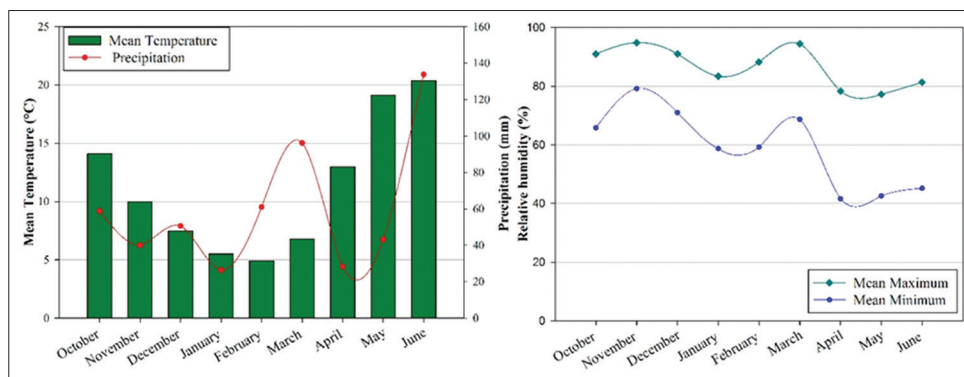 25
20
15
10
5
0
Mean Temperature (°C)
Mean Temperature
Precipitation
160
140
120
100
80
60
40
20
0
Precipitation (mm)
October
November
December
January
February
March
April
May
June
Relative humidity (%)
100
80
60
40
20
0
Mean Maximum
Mean Minimum
October
November
December
January
February
March
April
May
June